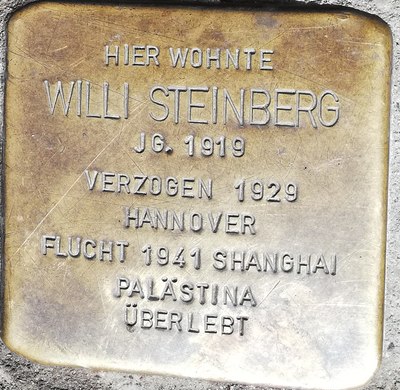 HIER WOHNTE
WILLI STEINBERG
JG. 1919
VERZOGEN 1929
HANNOVER
FLUCHT 1941 SHANGHAI
PALÄSTINA
ÜBERLEBT